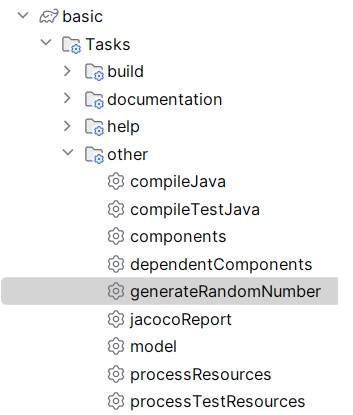 basic
Tasks
build
documentation
help
other
compileJava
compileTestJava
components
dependentComponents
generateRandomNumber
jacocoReport
model
processResources
processTestResources